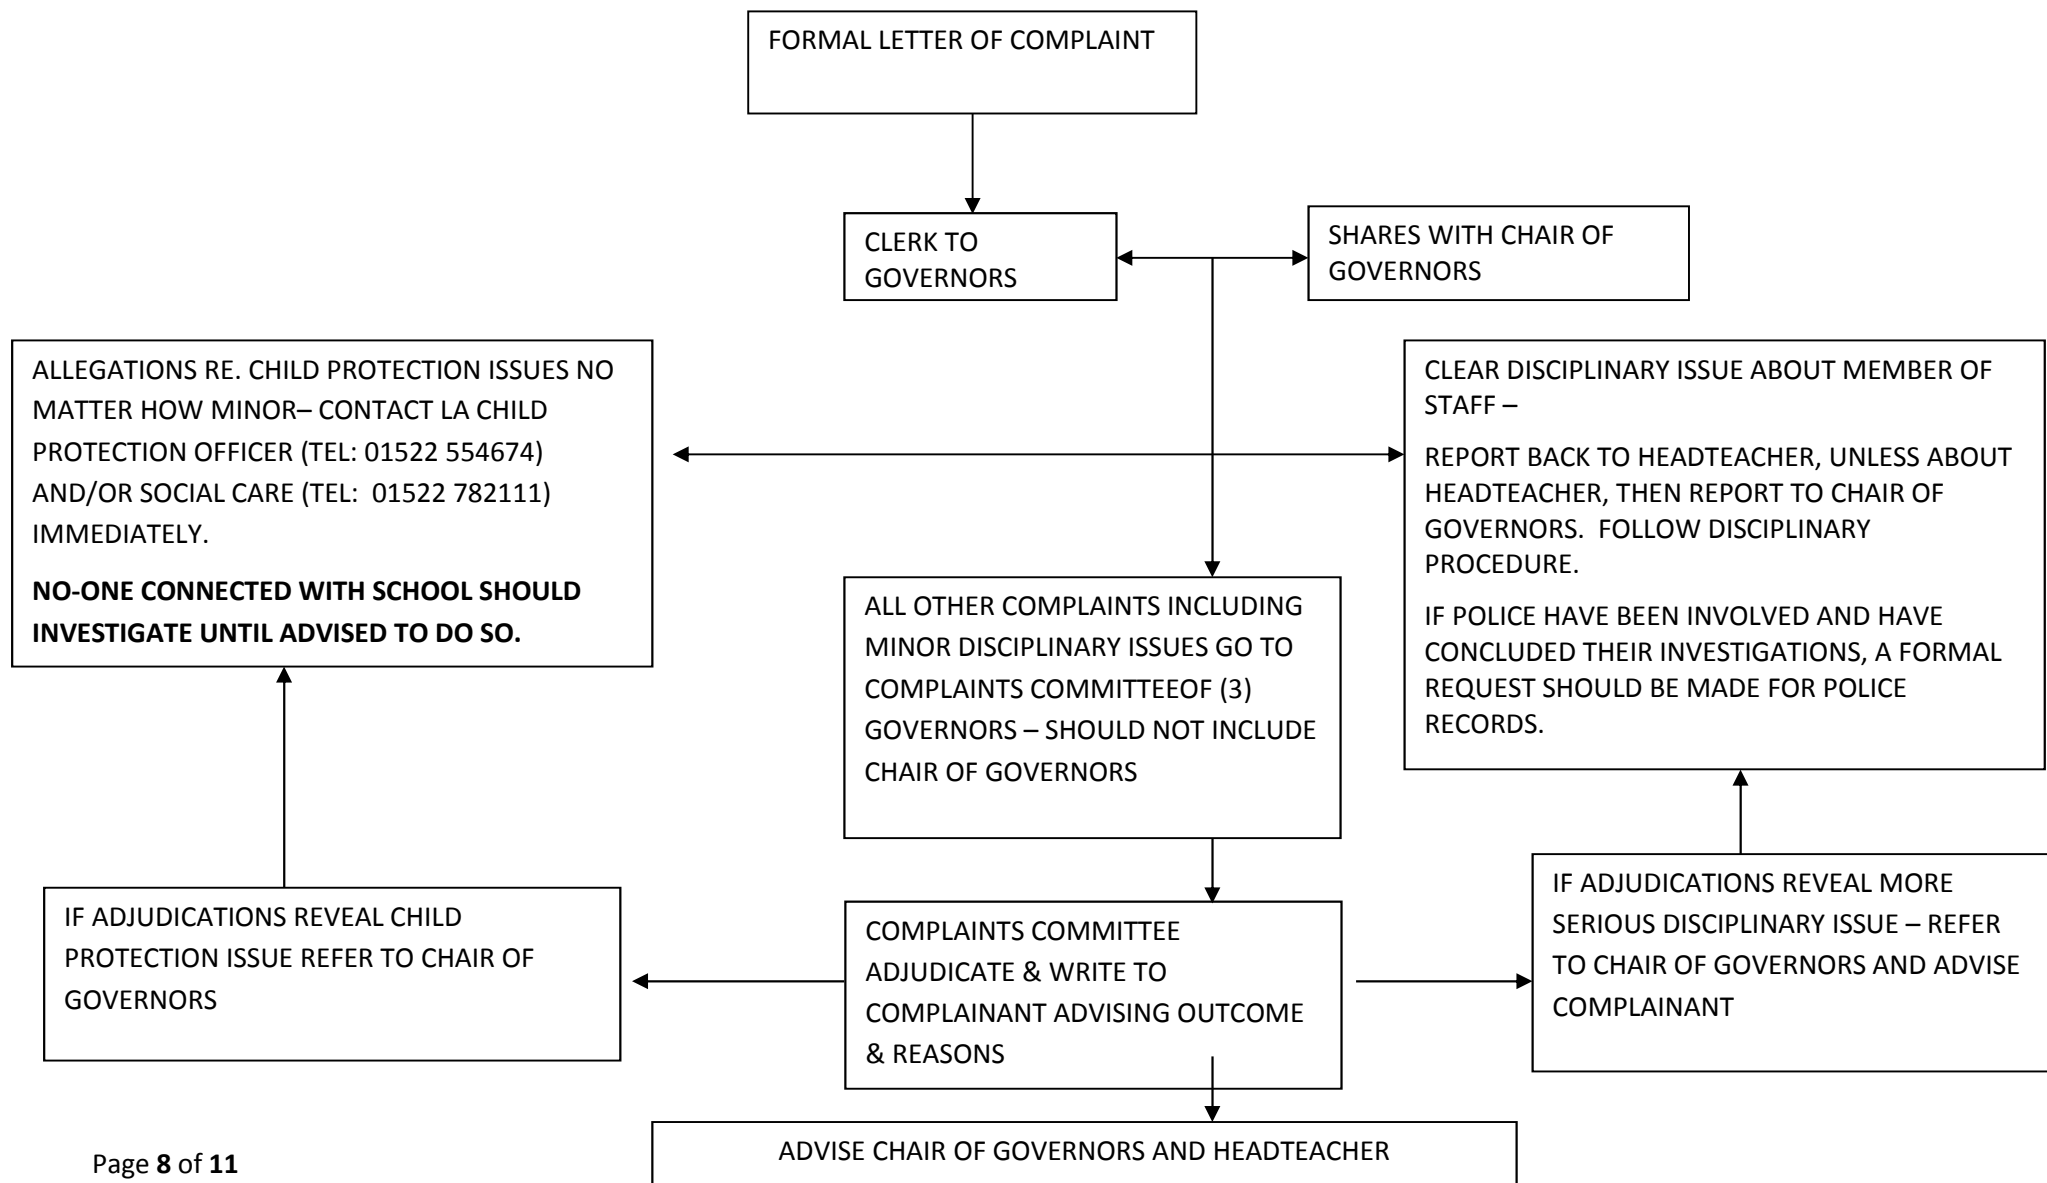 FORMAL LETTER OF COMPLAINT
CLERK TO
GOVERNORS
SHARES WITH CHAIR OF
GOVERNORS
ALLEGATIONS RE. CHILD PROTECTION ISSUES NO
MATTER HOW MINOR– CONTACT LA CHILD
PROTECTION OFFICER (TEL: 01522 554674)
AND/OR SOCIAL CARE (TEL:  01522 782111)
IMMEDIATELY.
NO-ONE CONNECTED WITH SCHOOL SHOULD
INVESTIGATE UNTIL ADVISED TO DO SO.
CLEAR DISCIPLINARY ISSUE ABOUT MEMBER OF
STAFF –
REPORT BACK TO HEADTEACHER, UNLESS ABOUT
HEADTEACHER, THEN REPORT TO CHAIR OF
GOVERNORS.  FOLLOW DISCIPLINARY
PROCEDURE.
IF POLICE HAVE BEEN INVOLVED AND HAVE
CONCLUDED THEIR INVESTIGATIONS, A FORMAL
REQUEST SHOULD BE MADE FOR POLICE
RECORDS.
ALL OTHER COMPLAINTS INCLUDING
MINOR DISCIPLINARY ISSUES GO TO
COMPLAINTS COMMITTEEOF (3)
GOVERNORS – SHOULD NOT INCLUDE
CHAIR OF GOVERNORS
IF ADJUDICATIONS REVEAL CHILD
PROTECTION ISSUE REFER TO CHAIR OF
GOVERNORS
COMPLAINTS COMMITTEE
ADJUDICATE & WRITE TO
COMPLAINANT ADVISING OUTCOME
& REASONS
IF ADJUDICATIONS REVEAL MORE
SERIOUS DISCIPLINARY ISSUE – REFER
TO CHAIR OF GOVERNORS AND ADVISE
COMPLAINANT
ADVISE CHAIR OF GOVERNORS AND HEADTEACHER
Page 8 of 11